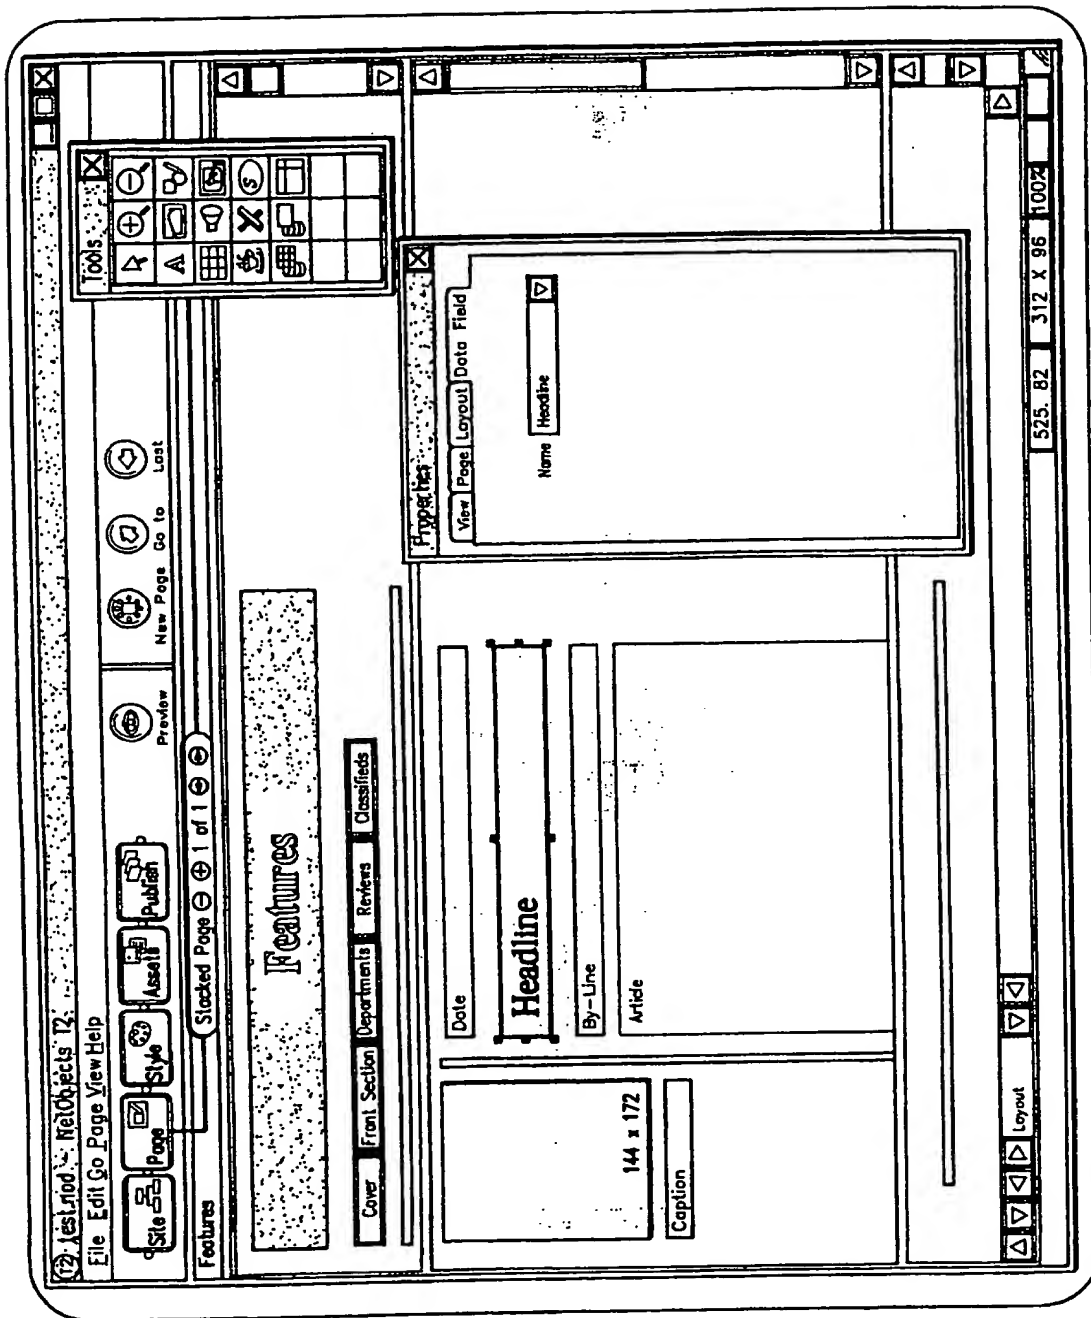 T2 test.nod - NetObjects T2
File Edit Go Page View Help
Site Page Style Assets Publish
Preview New Page Go to Last
Tools
A
S
Features
Stacked Page 1 of 1
Features
Cover Front Section Departments Reviews Classifieds
Properties
View Page Layout Data Field
Name Headline
144 x 172
Caption
Date
Headline
By-Line
Article
Layout
525. 82 312 X 96 100%